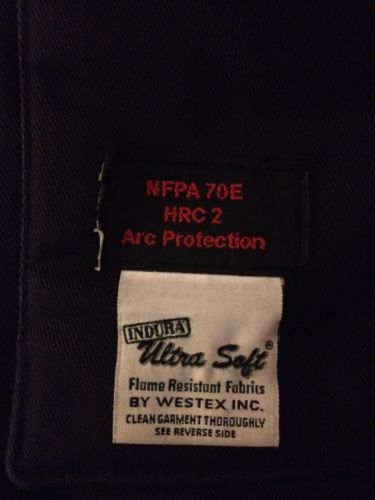 NFPA 70E
HRC 2
Arc Protection
INDURA
Ultra Soft®
Flame Resistant Fabrics
BY WESTEX INC.
CLEAN GARMENT THOROUGHLY
SEE REVERSE SIDE